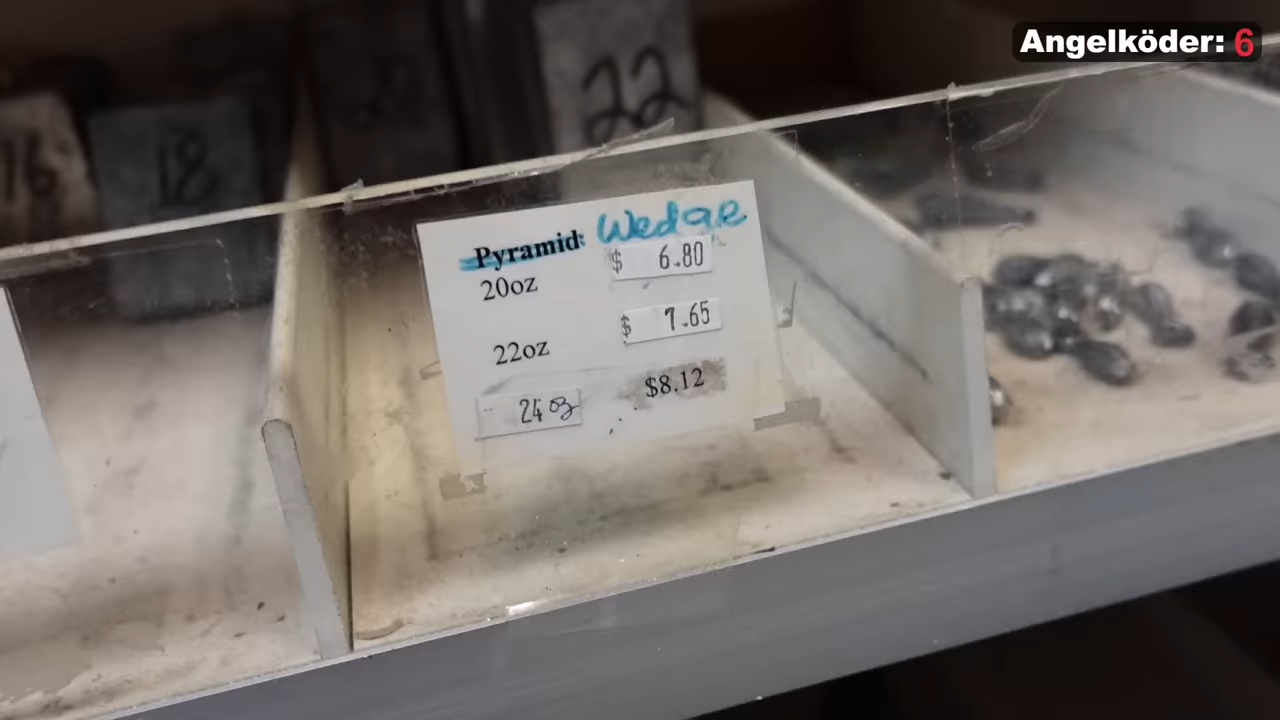 Angelköder: 6
16
18
22
Pyramid: Wedge
20oz $ 6.80
22oz $ 7.65
24 oz $8.12